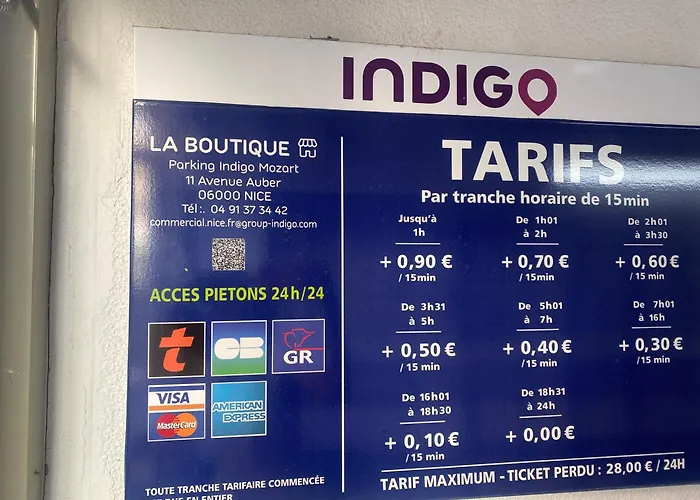 INDIGO
LA BOUTIQUE
Parking Indigo Mozart
11 Avenue Auber
06000 NICE
Tél :. 04 91 37 34 42
commercial.nice.fr@group-indigo.com
ACCES PIETONS 24h/24
t
CB
GR
VISA
MasterCard
AMERICAN
EXPRESS
TOUTE TRANCHE TARIFAIRE COMMENCÉE
EST DUE EN ENTIER
TARIFS
Par tranche horaire de 15min
Jusqu'à
1h
+ 0,90 €
/ 15min
De 1h01
à 2h
+ 0,70 €
/ 15min
De 2h01
à 3h30
+ 0,60 €
/ 15 min
De 3h31
à 5h
+ 0,50 €
/ 15 min
De 5h01
à 7h
+ 0,40 €
/ 15 min
De 7h01
à 16h
+ 0,30 €
/ 15 min
De 16h01
à 18h30
+ 0,10 €
/ 15 min
De 18h31
à 24h
+ 0,00 €
TARIF MAXIMUM - TICKET PERDU : 28,00 € / 24H